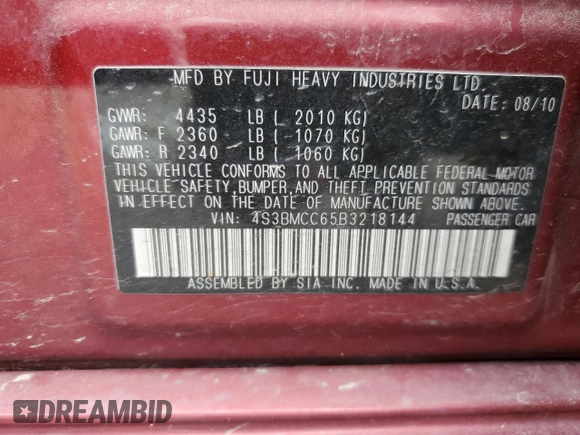 MFD BY FUJI HEAVY INDUSTRIES LTD.
DATE: 08/10
GVWR: 4435 LB ( 2010 KG)
GAWR: F 2360 LB ( 1070 KG)
GAWR: R 2340 LB ( 1060 KG)
THIS VEHICLE CONFORMS TO ALL APPLICABLE FEDERAL MOTOR
VEHICLE SAFETY, BUMPER, AND THEFT PREVENTION STANDARDS
IN EFFECT ON THE DATE OF MANUFACTURE SHOWN ABOVE.
VIN: 4S3BMCC65B3218144 PASSENGER CAR
ASSEMBLED BY SIA INC. MADE IN U.S.A.
DREAMBID